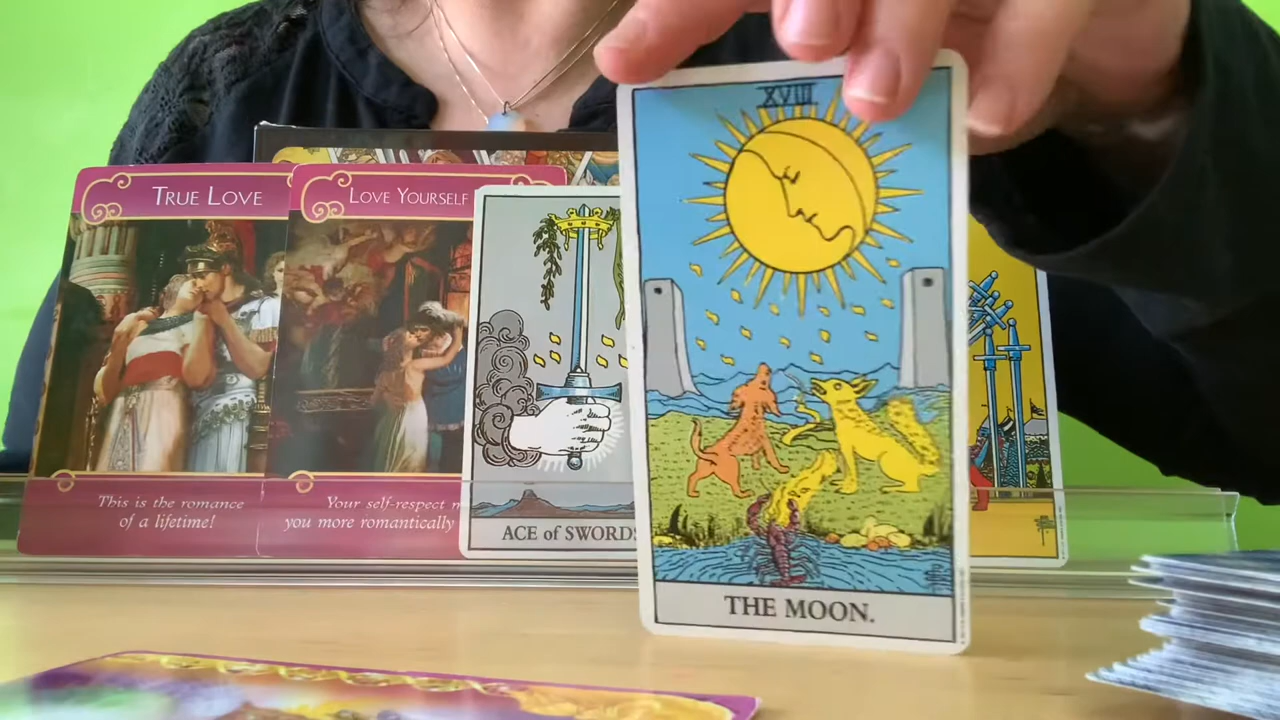 TRUE LOVE
This is the romance
of a lifetime!
LOVE YOURSELF
Your self-respect
you more romantically
ACE of SWORDS
XVIII
THE MOON.